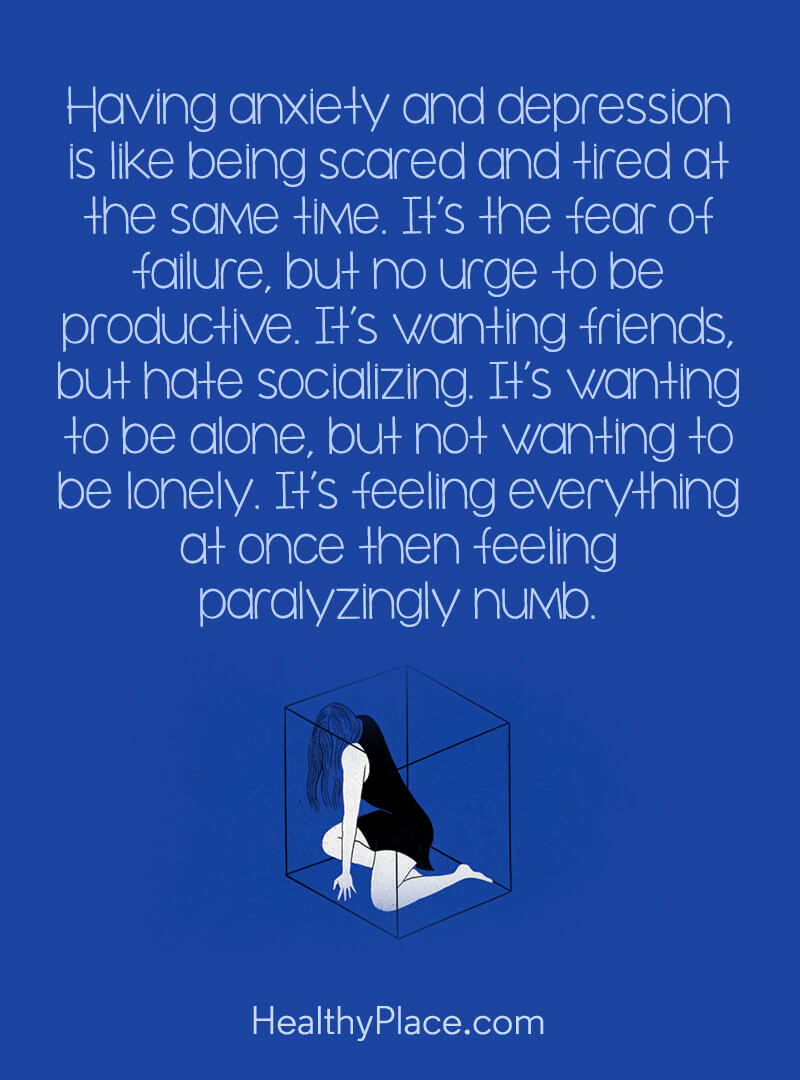 Having anxiety and depression
is like being scared and tired at
the same time. It's the fear of
failure, but no urge to be
productive. It's wanting friends,
but hate socializing. It's wanting
to be alone, but not wanting to
be lonely. It's feeling everything
at once then feeling
paralyzingly numb.
HealthyPlace.com